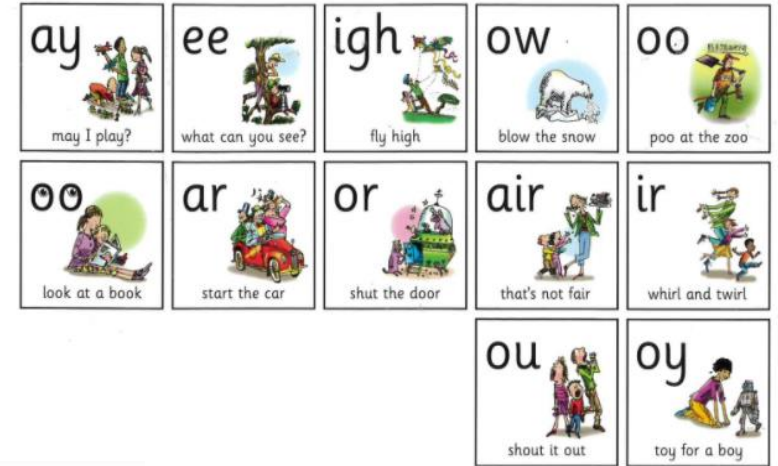 ay
may I play?
ee
what can you see?
igh
fly high
ow
blow the snow
oo
poo at the zoo
oo
look at a book
ar
start the car
or
shut the door
air
that's not fair
ir
whirl and twirl
ou
shout it out
oy
toy for a boy